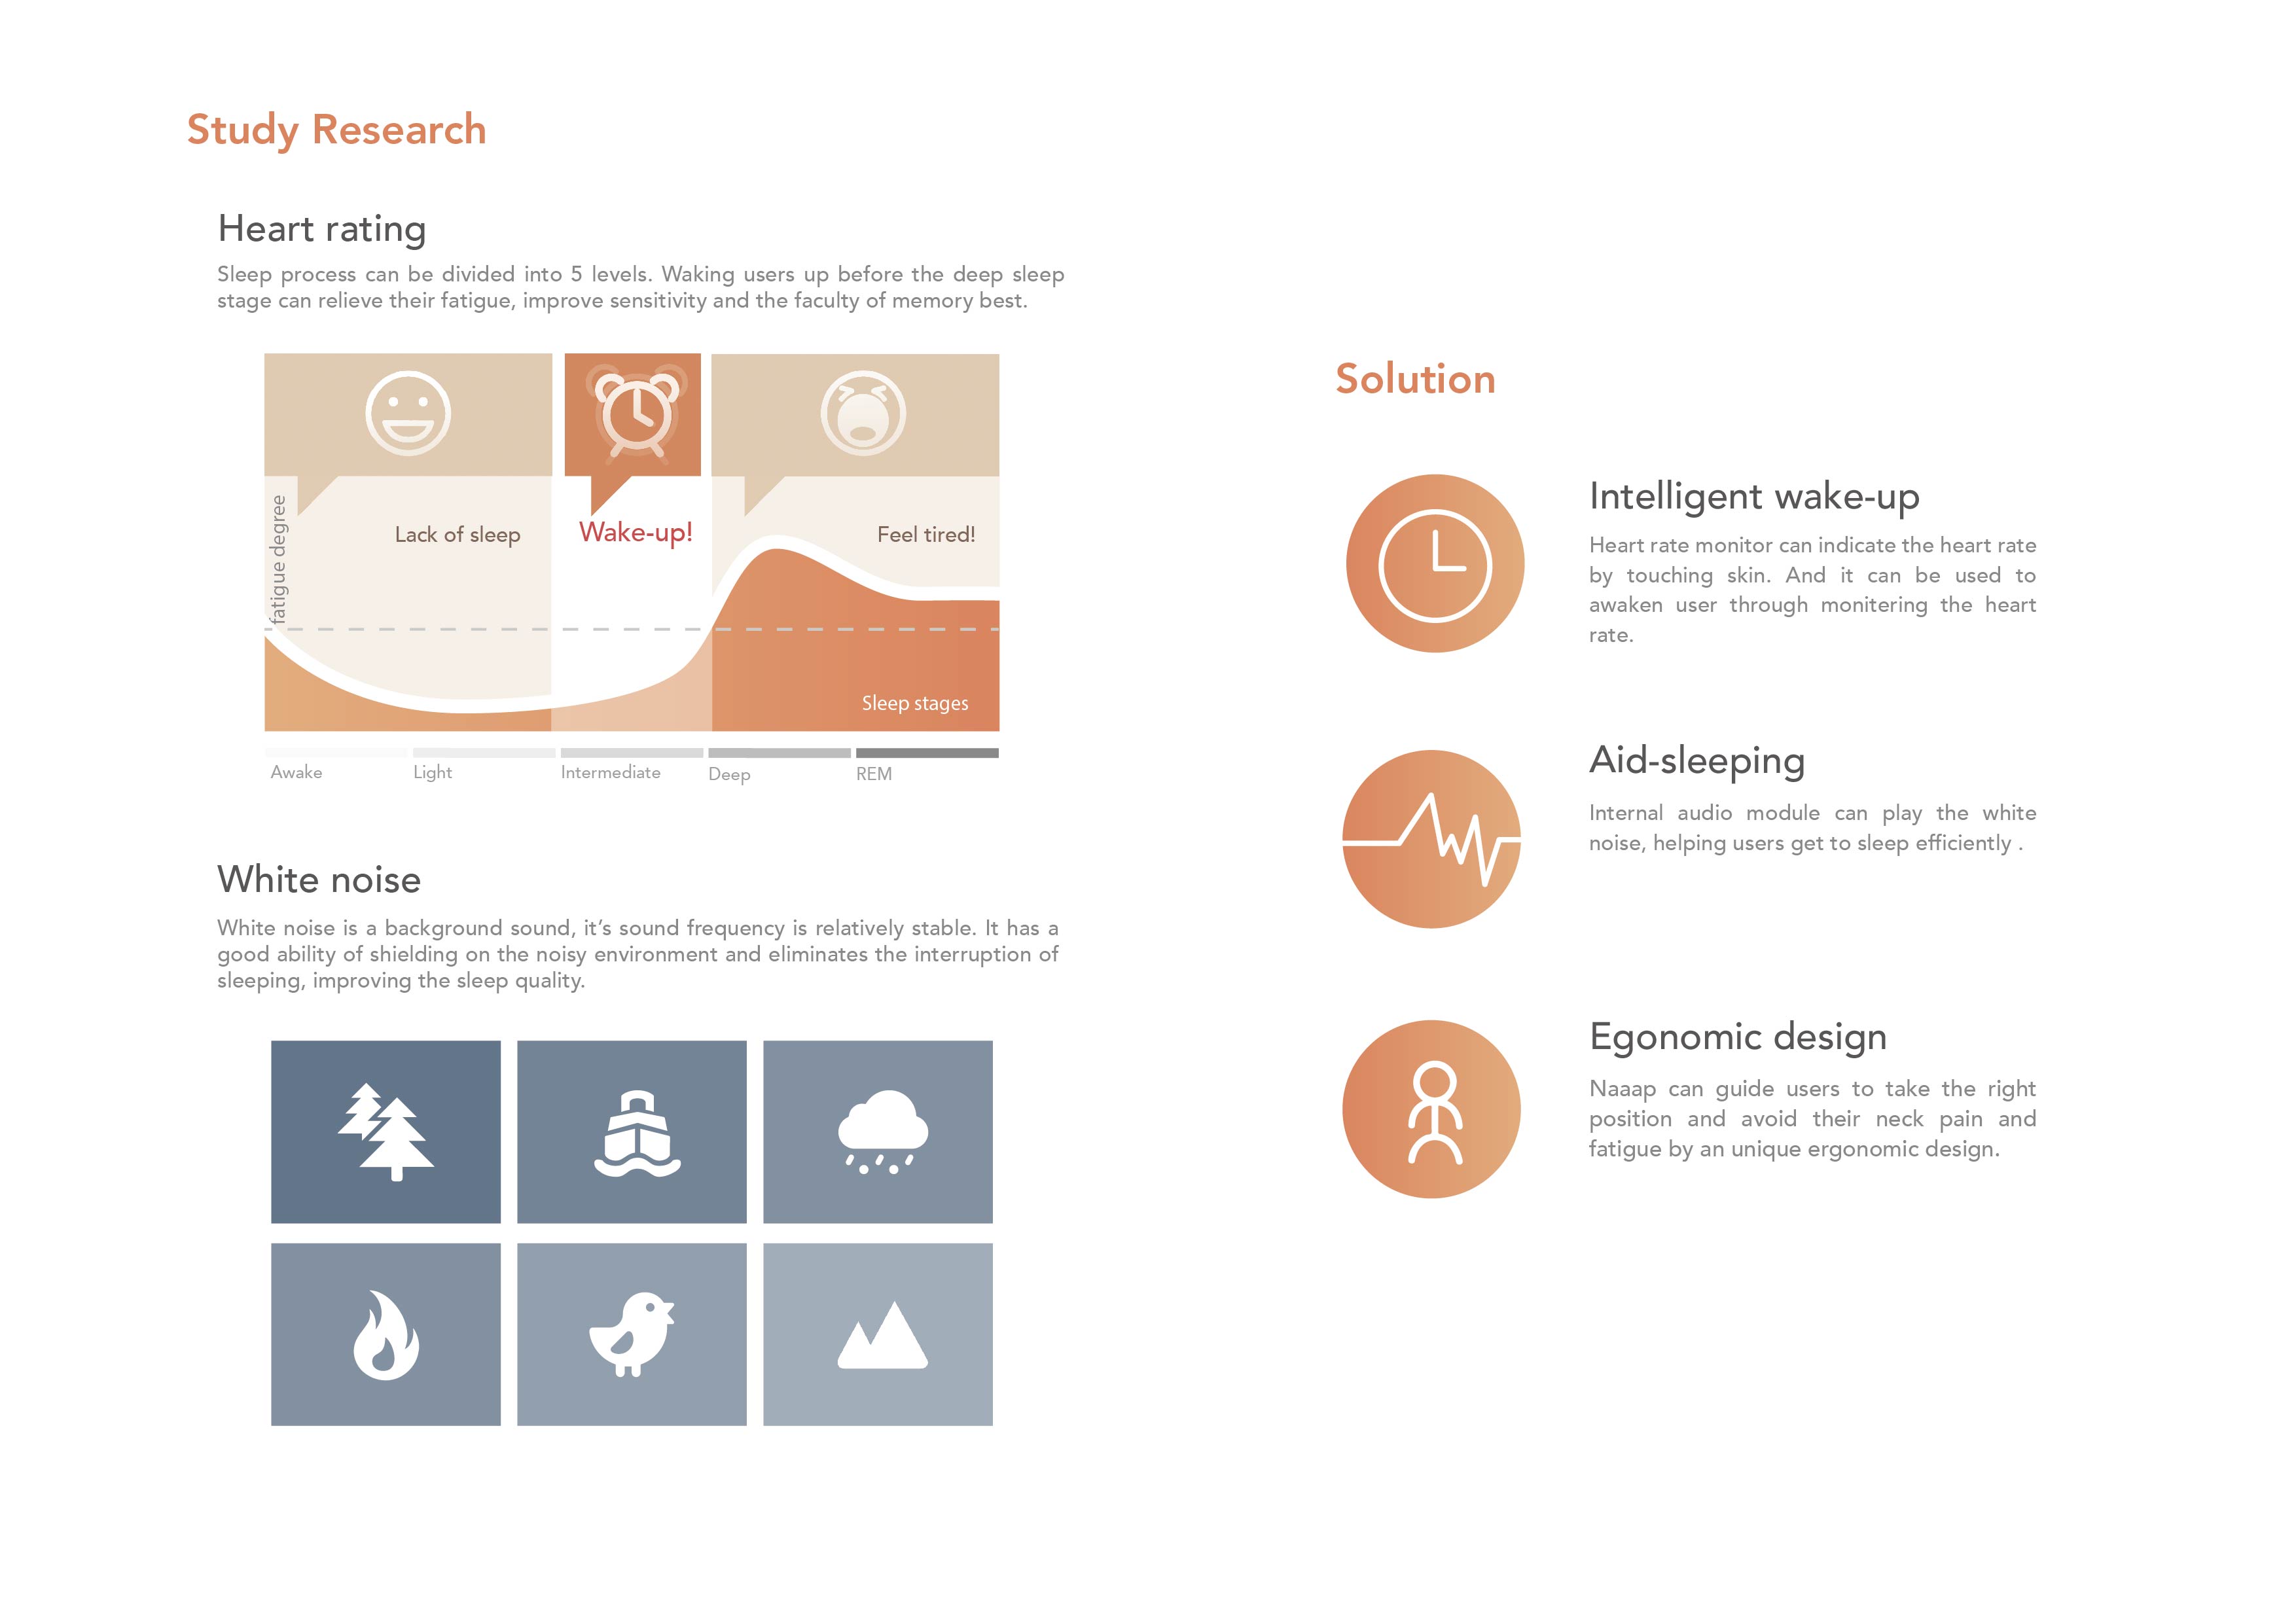 Study Research
Heart rating
Sleep process can be divided into 5 levels. Waking users up before the deep sleep
stage can relieve their fatigue, improve sensitivity and the faculty of memory best.
fatigue degree
Lack of sleep
Wake-up!
Feel tired!
Sleep stages
Awake
Light
Intermediate
Deep
REM
White noise
White noise is a background sound, it’s sound frequency is relatively stable. It has a
good ability of shielding on the noisy environment and eliminates the interruption of
sleeping, improving the sleep quality.
Solution
Intelligent wake-up
Heart rate monitor can indicate the heart rate
by touching skin. And it can be used to
awaken user through monitering the heart
rate.
Aid-sleeping
Internal audio module can play the white
noise, helping users get to sleep efficiently .
Egonomic design
Naaap can guide users to take the right
position and avoid their neck pain and
fatigue by an unique ergonomic design.